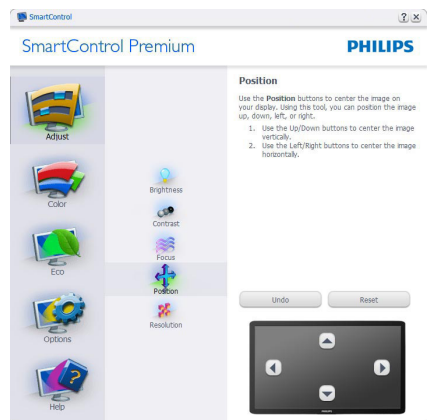 SmartControl
SmartControl Premium
PHILIPS
Adjust
Color
Eco
Options
Help
Brightness
Contrast
Focus
Position
Resolution
Position
Use the Position buttons to center the image on
your display. Using this tool, you can position the image
up, down, left, or right.
1. Use the Up/Down buttons to center the image
vertically.
2. Use the Left/Right buttons to center the image
horizontally.
Undo
Reset
PHILIPS